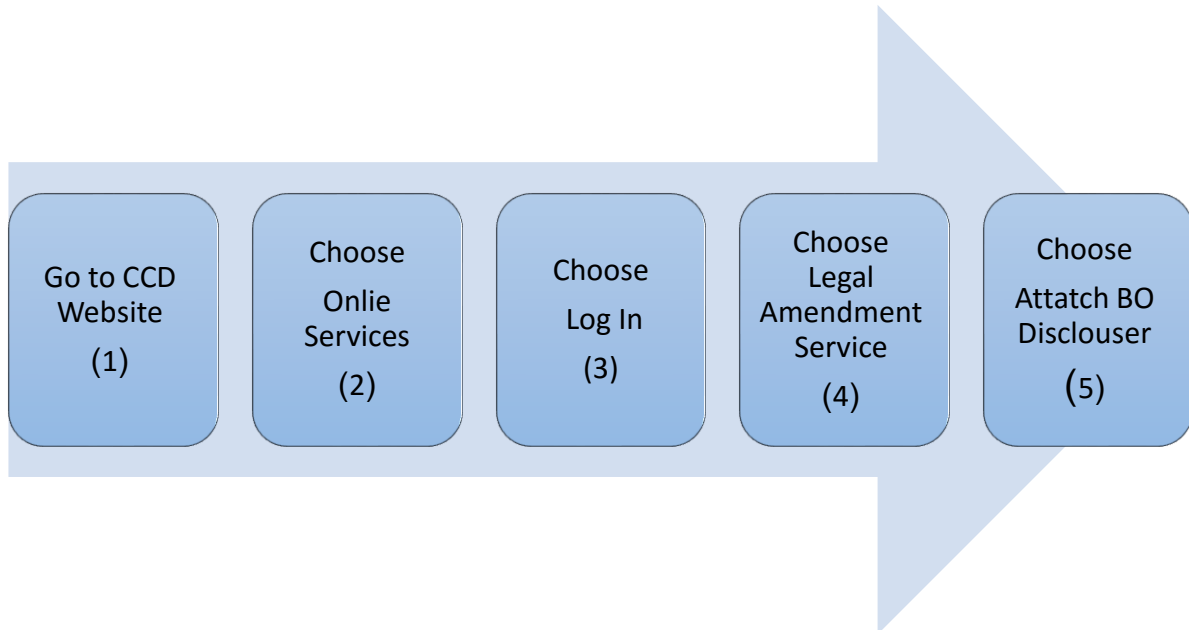 Go to CCD
Website
(1)
Choose
Onlie
Services
(2)
Choose
Log In
(3)
Choose
Legal
Amendment
Service
(4)
Choose
Attatch BO
Disclouser
(5)